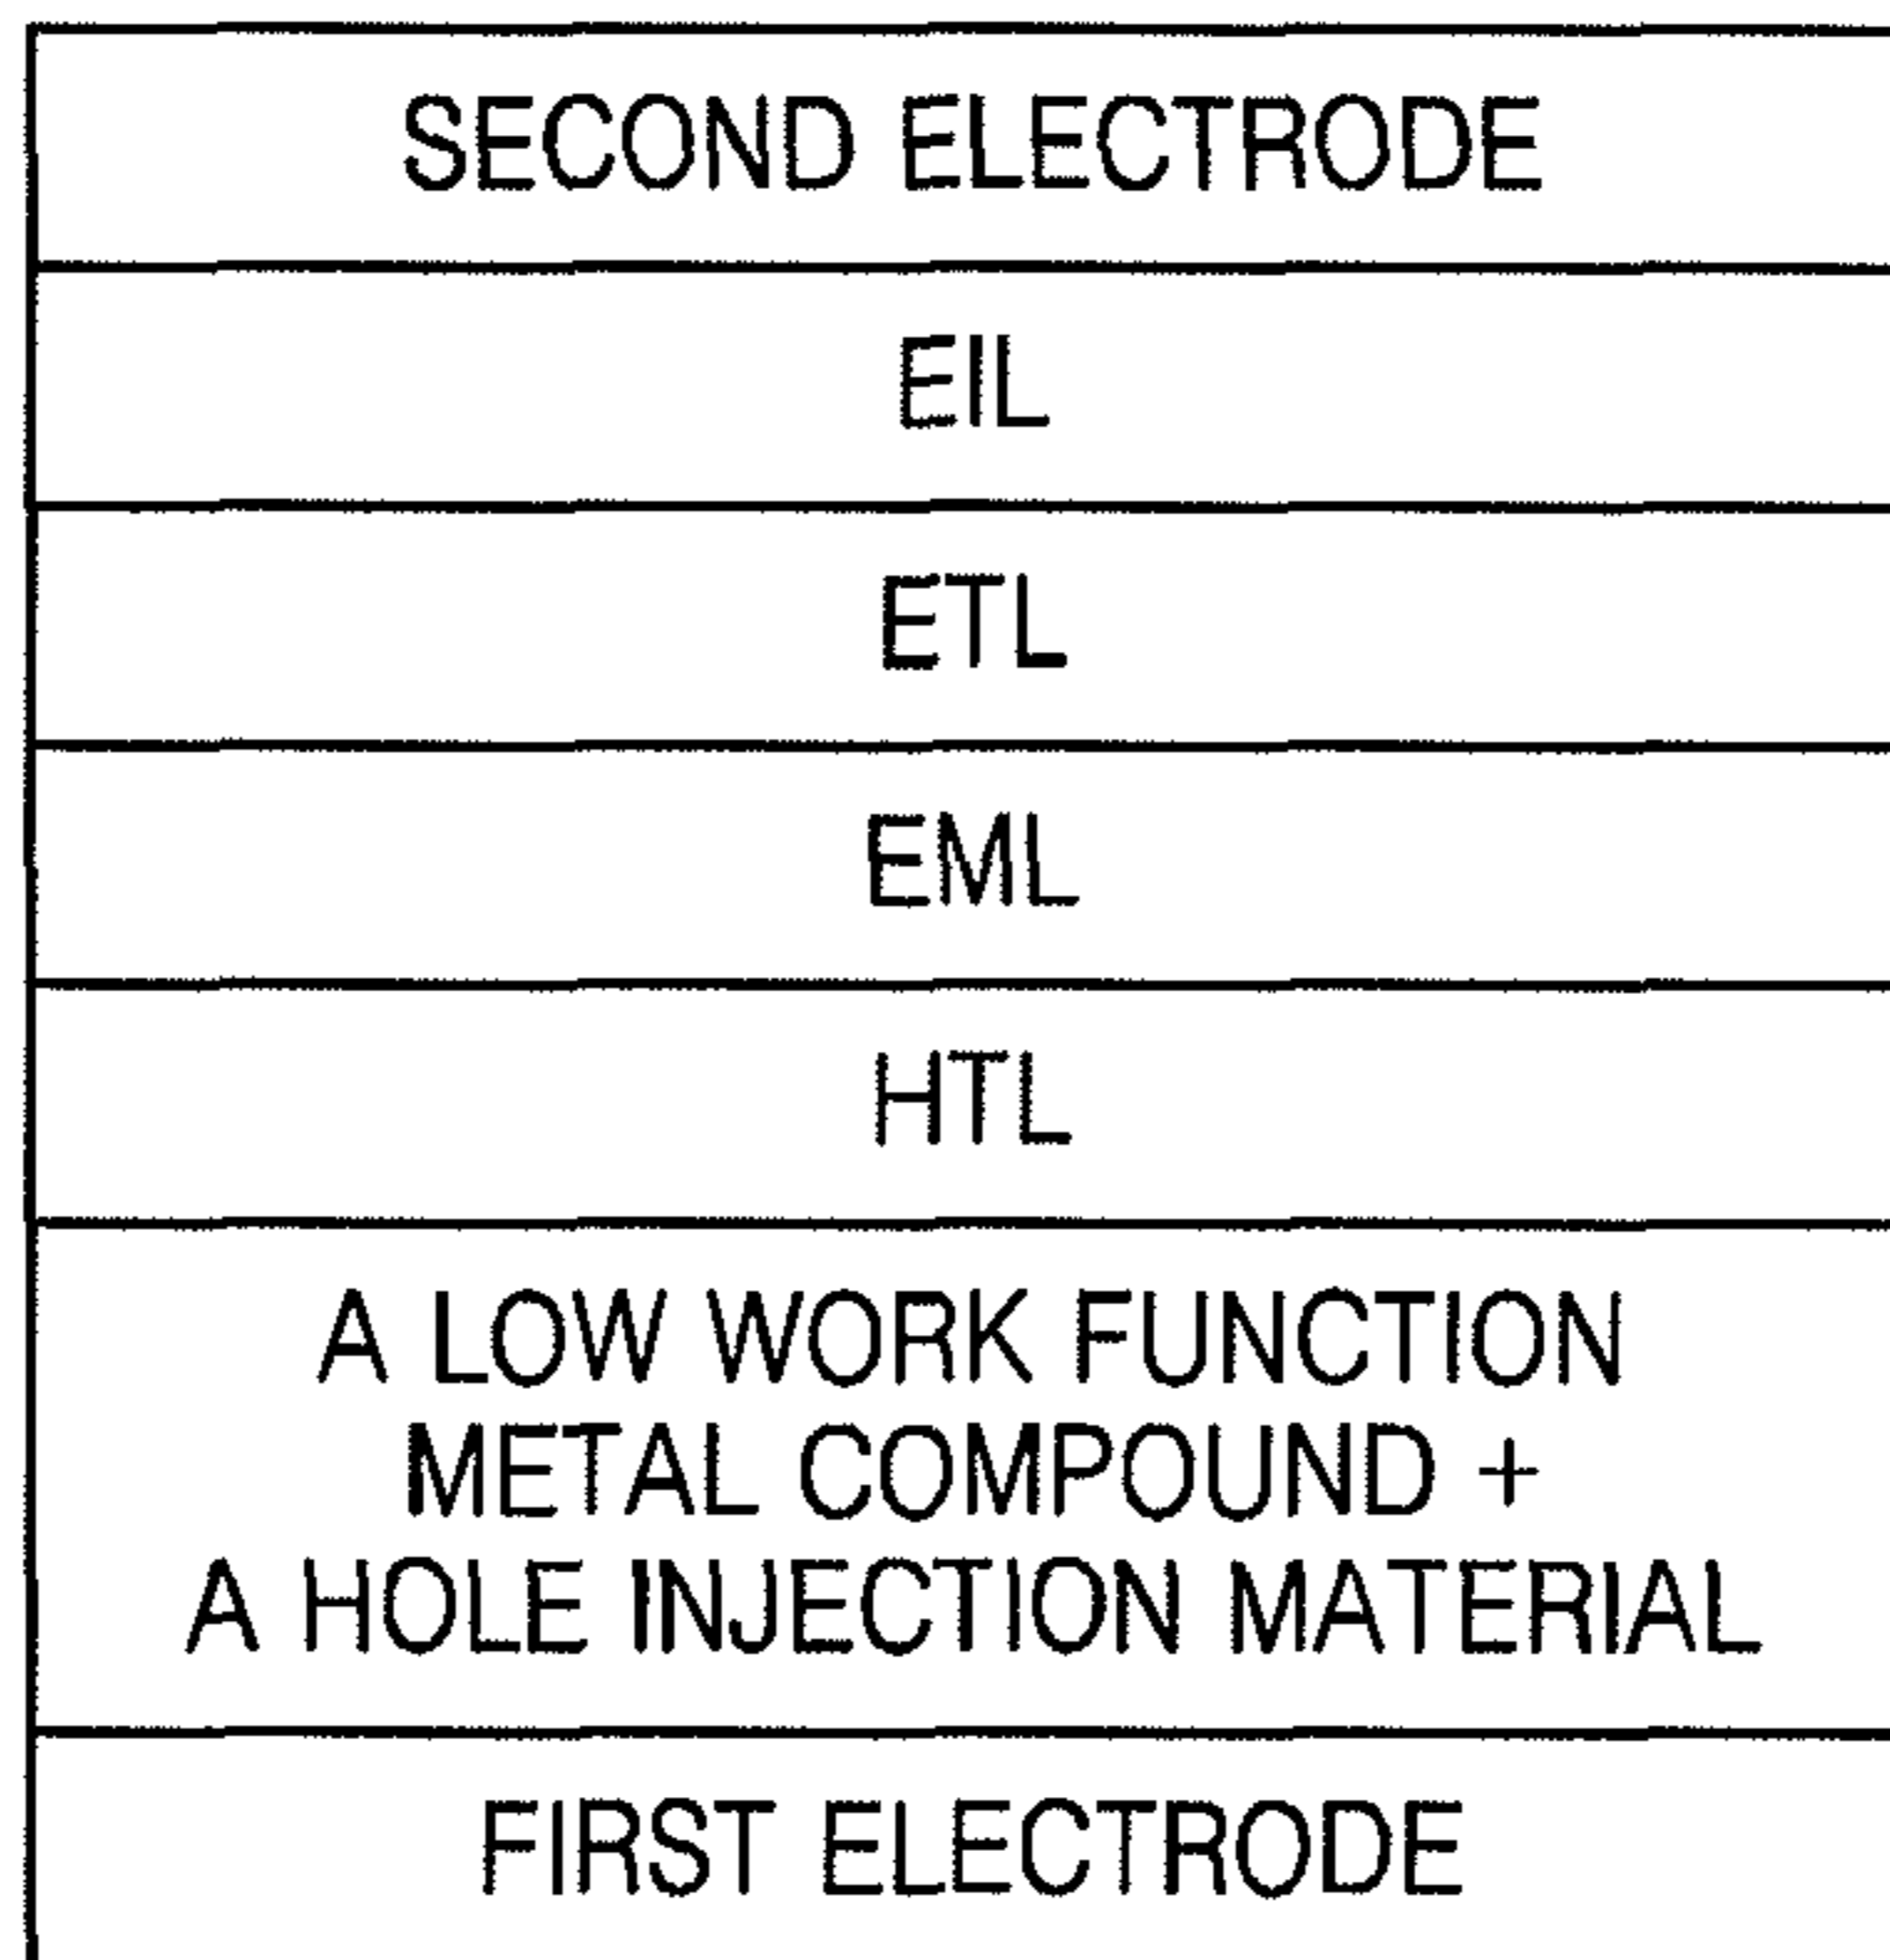 SECOND ELECTRODE
EIL
ETL
EML
HTL
A LOW WORK FUNCTION
METAL COMPOUND +
A HOLE INJECTION MATERIAL
FIRST ELECTRODE